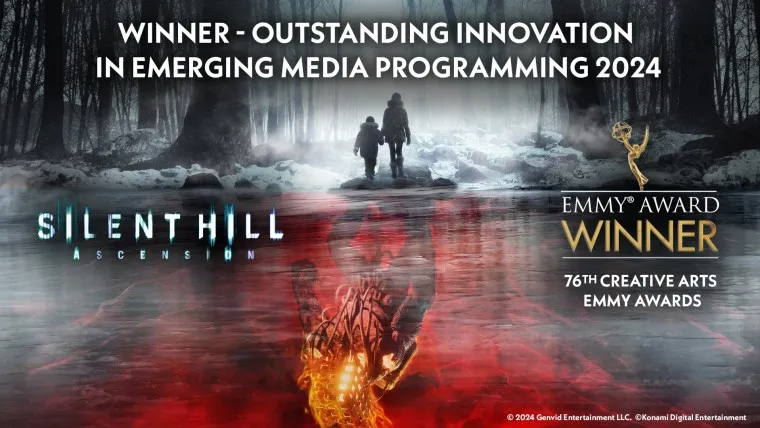 WINNER - OUTSTANDING INNOVATION
IN EMERGING MEDIA PROGRAMMING 2024
SILENT HILL
ASCENSION
EMMY® AWARD
WINNER
76TH CREATIVE ARTS
EMMY AWARDS
© 2024 Genvid Entertainment LLC. ©Konami Digital Entertainment